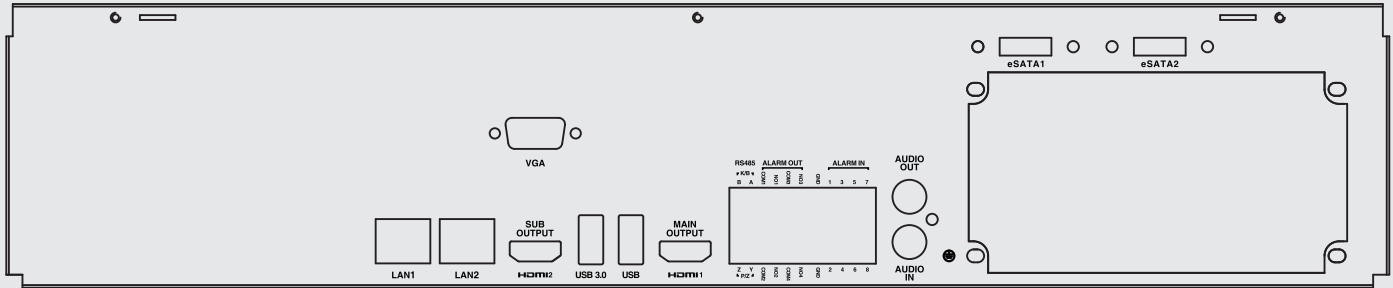 eSATA1
eSATA2
VGA
RS485
ALARM OUT
ALARM IN
K/B
B A COM1 NO1 COM3 NO3 GND 1 3 5 7
AUDIO
OUT
SUB
OUTPUT
MAIN
OUTPUT
LAN1
LAN2
HDMI2
USB 3.0
USB
HDMI1
Z Y COM2 NO2 COM4 NO4 GND 2 4 6 8
P/Z
AUDIO
IN